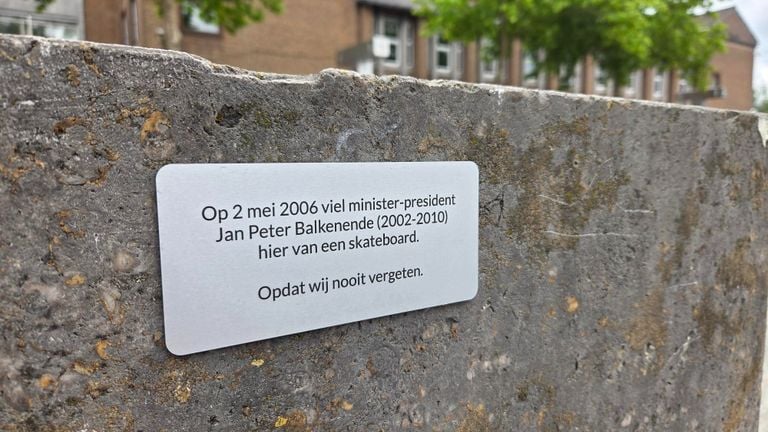 Op 2 mei 2006 viel minister-president
Jan Peter Balkenende (2002-2010)
hier van een skateboard.
Opdat wij nooit vergeten.